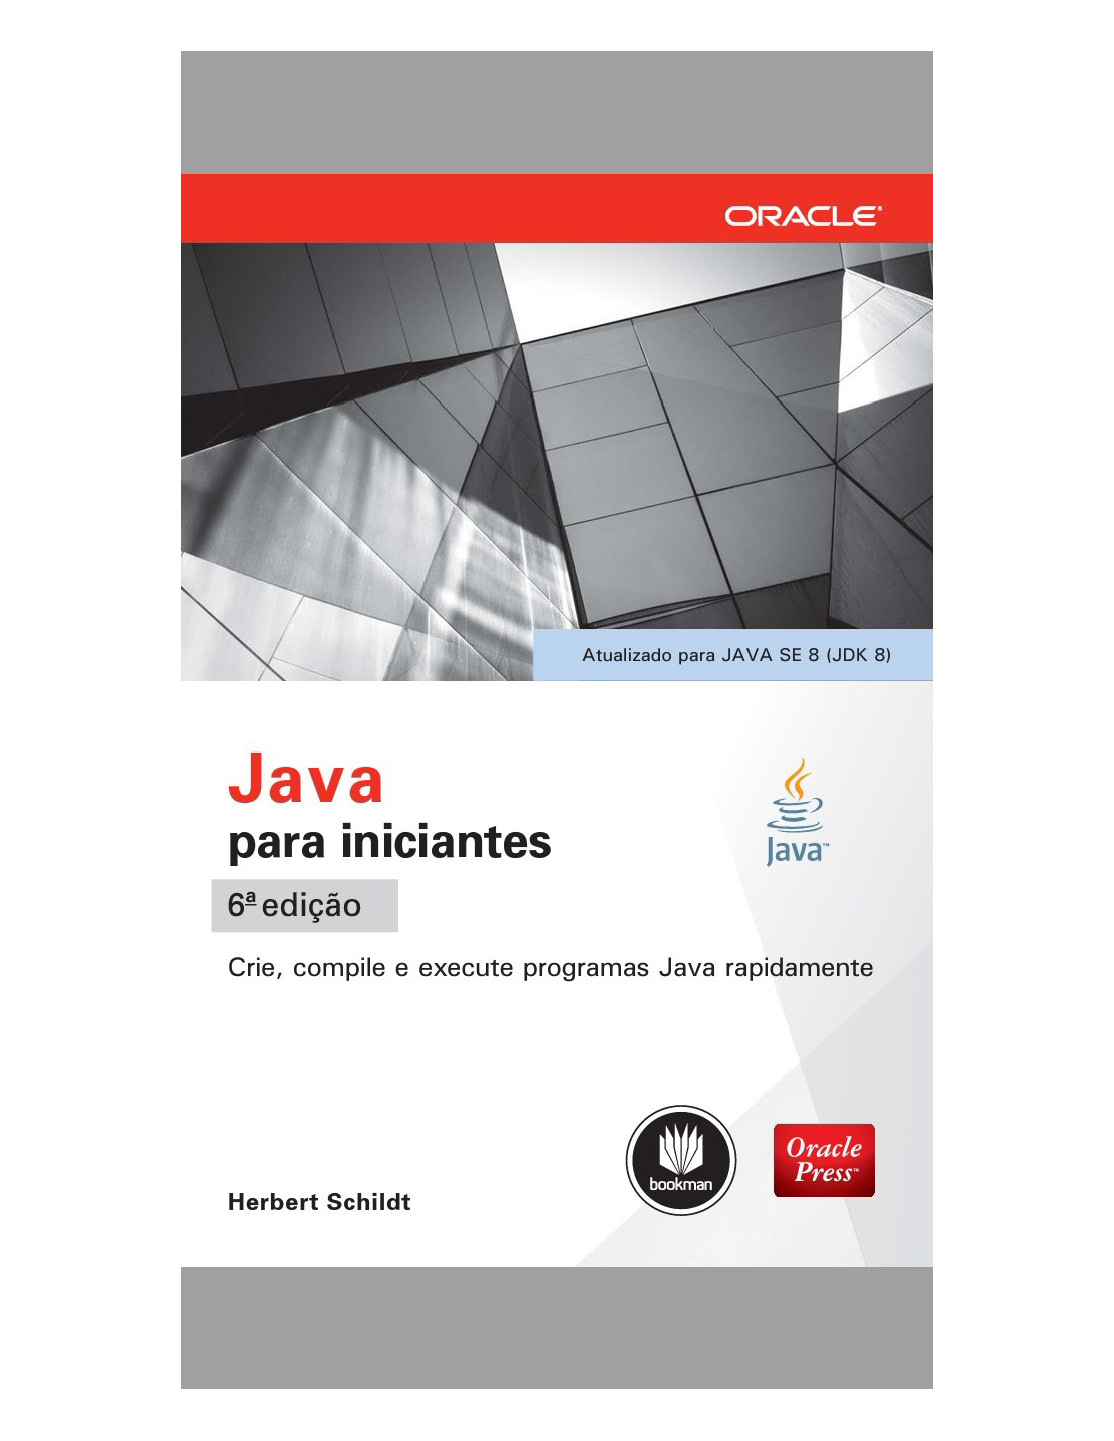 ORACLE®
Atualizado para JAVA SE 8 (JDK 8)
Java
para iniciantes
Java™
6ª edição
Crie, compile e execute programas Java rapidamente
bookman
Oracle
Press™
Herbert Schildt